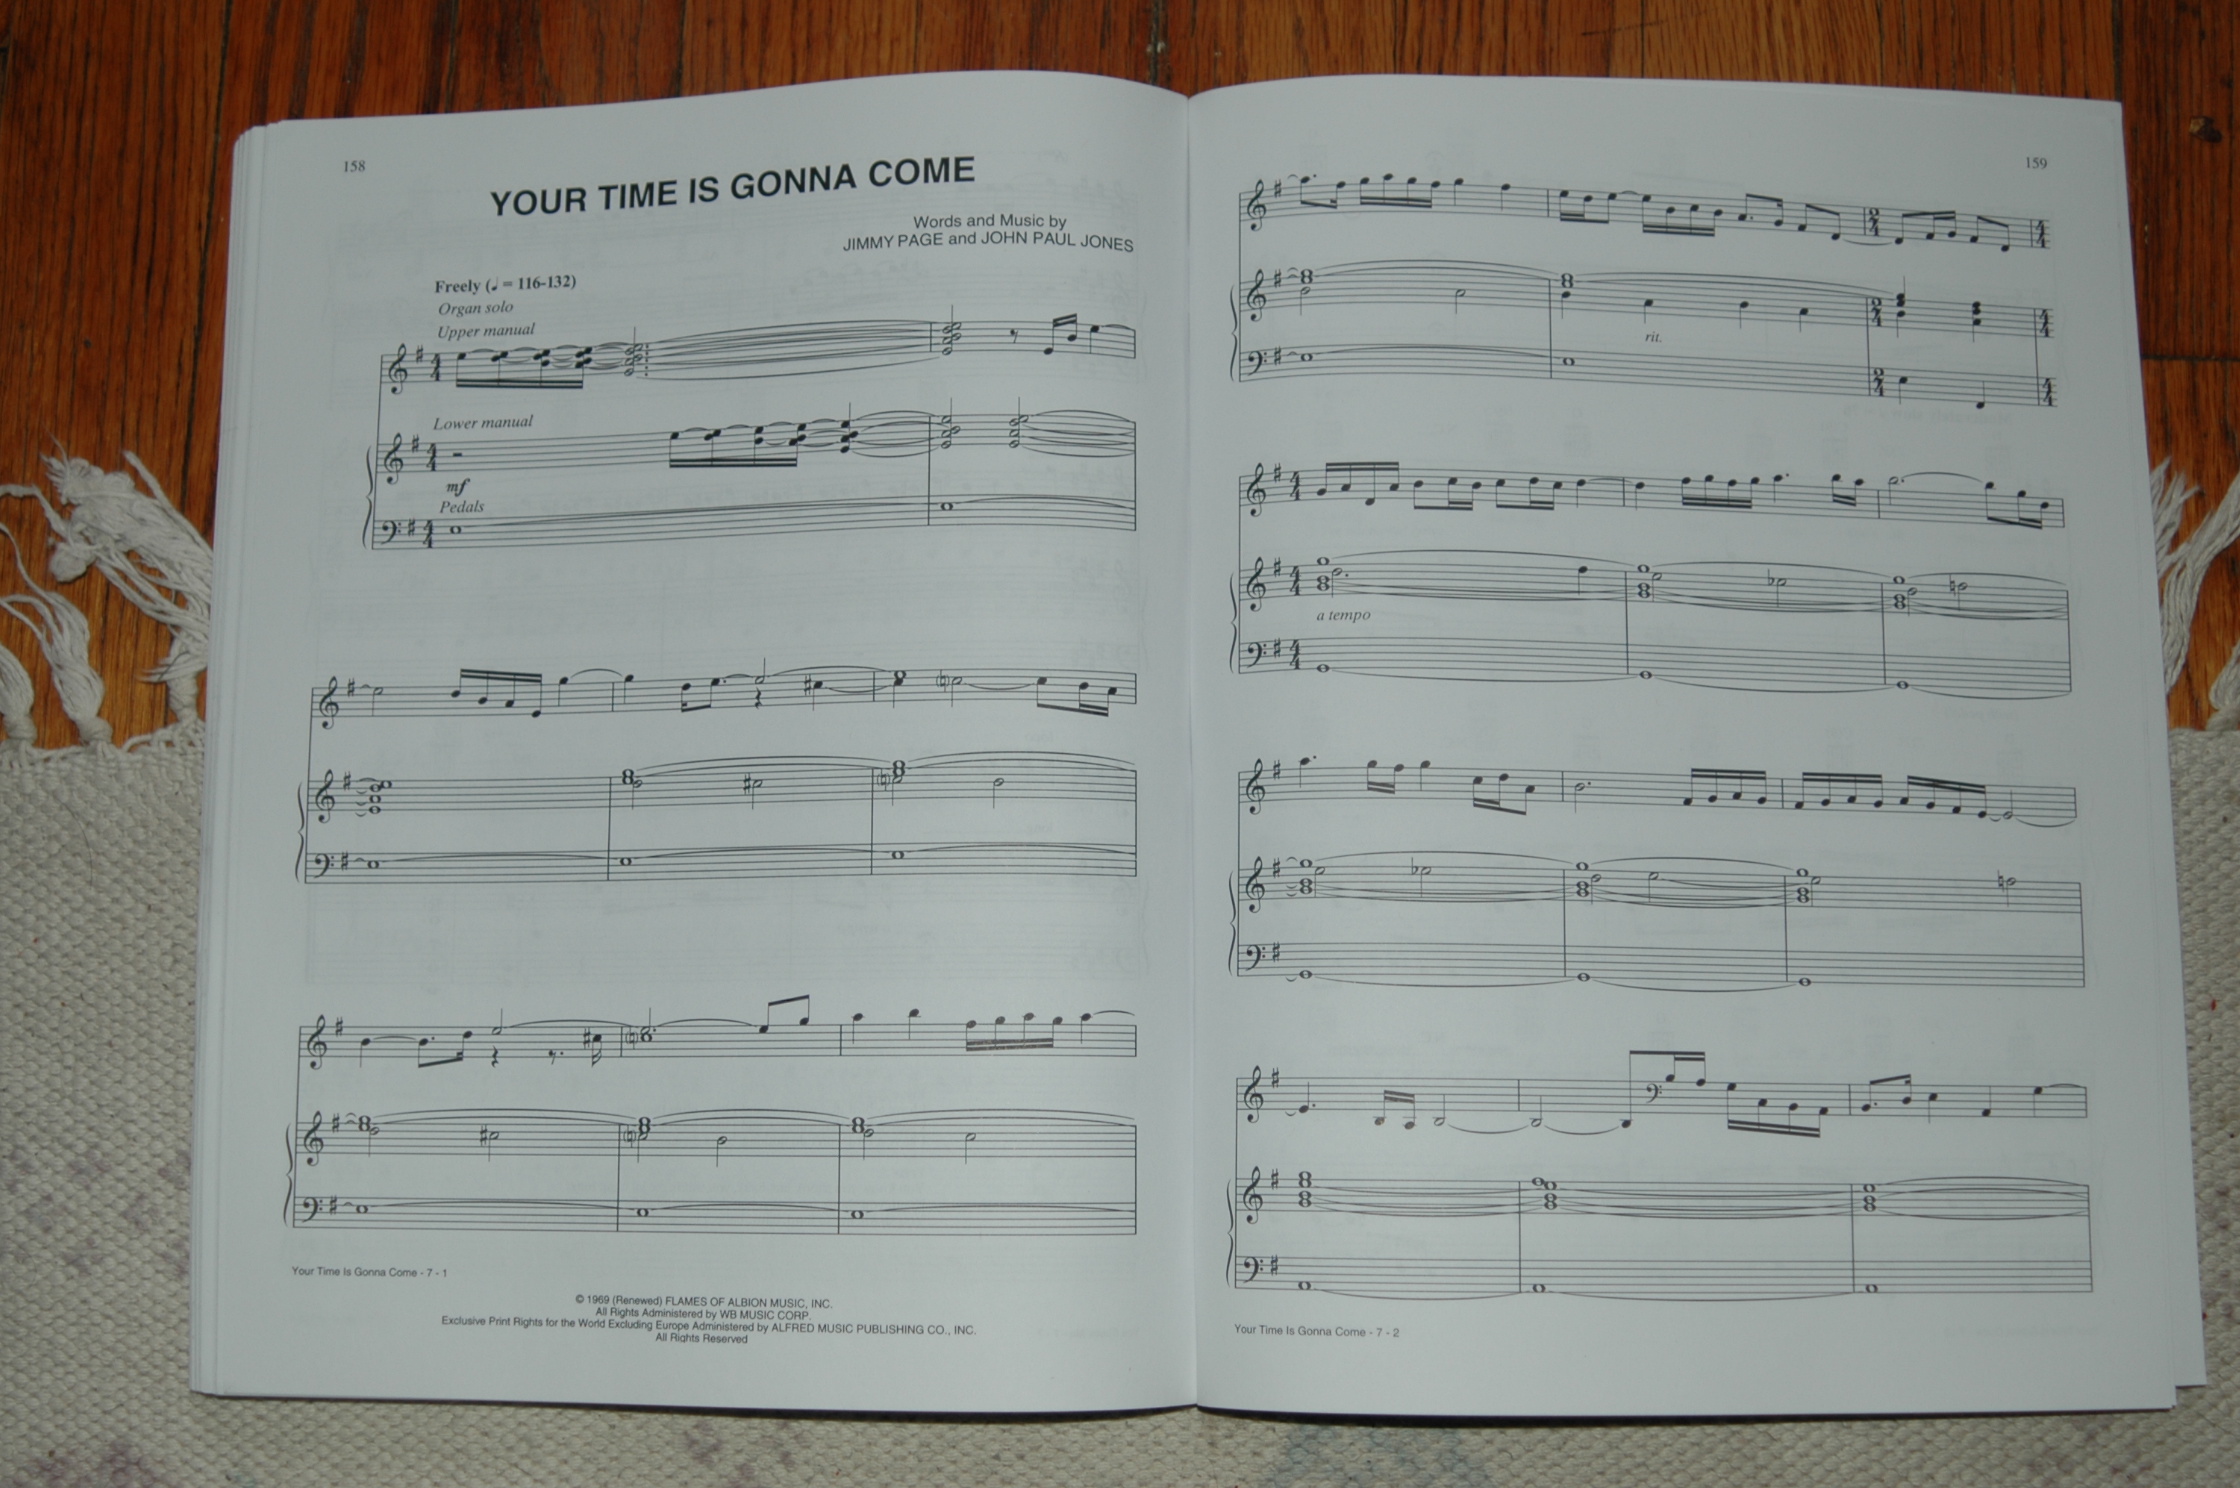 158
YOUR TIME IS GONNA COME
Words and Music by
JIMMY PAGE and JOHN PAUL JONES
Freely (♩ = 116-132)
Organ solo
Upper manual
Lower manual
mf
Pedals
Your Time Is Gonna Come - 7 - 1
© 1969 (Renewed) FLAMES OF ALBION MUSIC, INC.
All Rights Administered by WB MUSIC CORP.
Exclusive Print Rights for the World Excluding Europe Administered by ALFRED MUSIC PUBLISHING CO., INC.
All Rights Reserved
159
rit.
a tempo
Your Time Is Gonna Come - 7 - 2